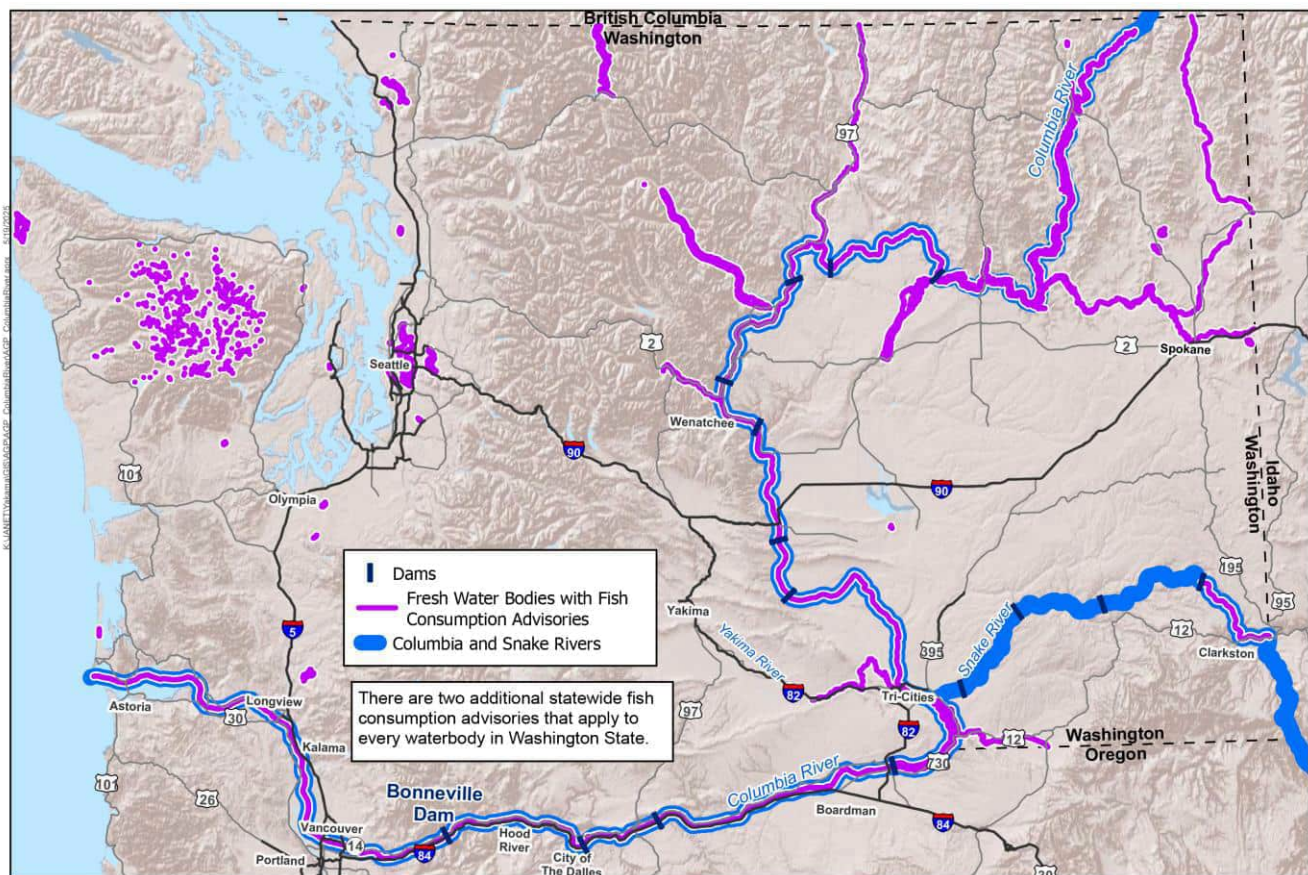 British Columbia
Washington
Columbia River
97
2
Seattle
2
Spokane
Wenatchee
90
101
Olympia
90
Idaho
Washington
Dams
Fresh Water Bodies with Fish
Consumption Advisories
Columbia and Snake Rivers
195
95
Yakima
Yakima River
Snake River
395
12
Clarkston
5
82
Tri-Cities
There are two additional statewide fish
consumption advisories that apply to
every waterbody in Washington State.
Astoria
30
Longview
97
82
12
Washington
Oregon
Kalama
730
Columbia River
101
26
Bonneville
Dam
Boardman
Vancouver
14
Portland
84
Hood
River
City of
The Dalles
84